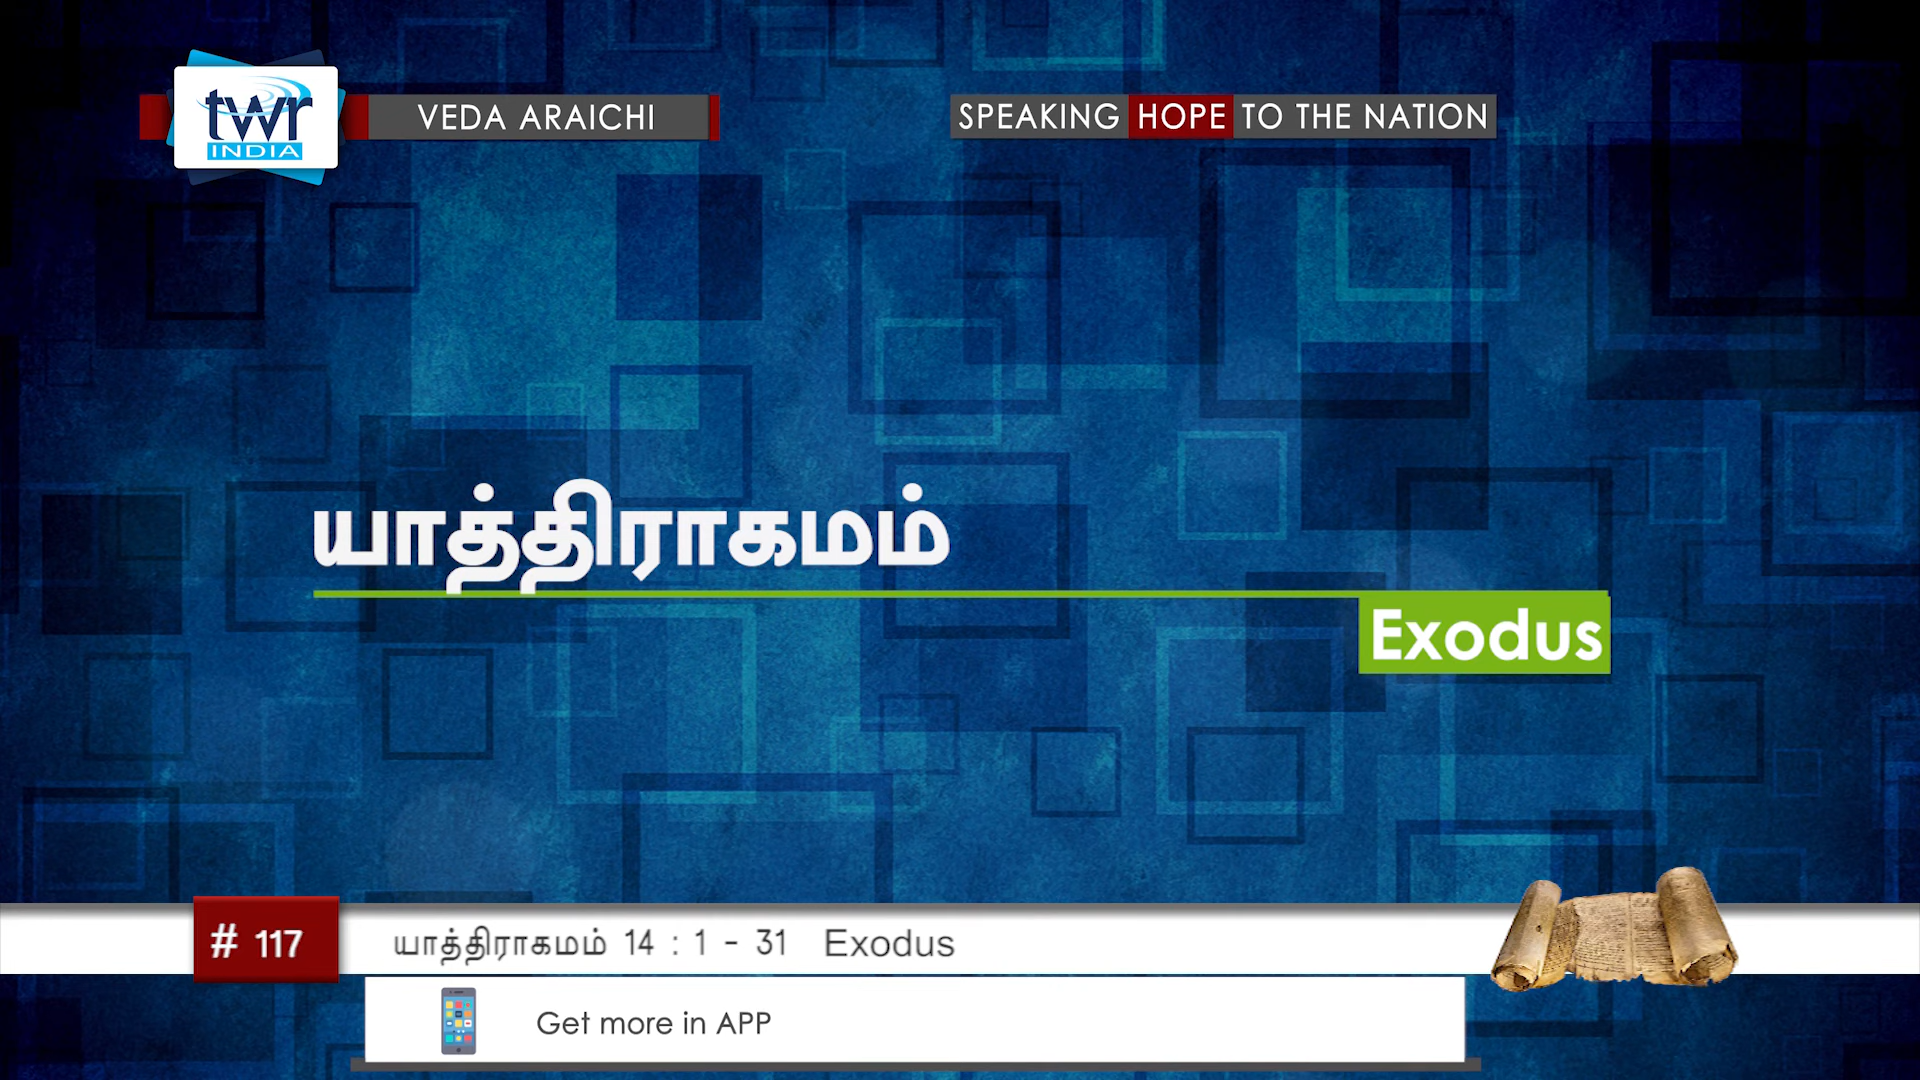 twr
INDIA
VEDA ARAICHI
SPEAKING HOPE TO THE NATION
யாத்திராகமம்
Exodus
# 117
யாத்திராகமம் 14 : 1 - 31 Exodus
Get more in APP